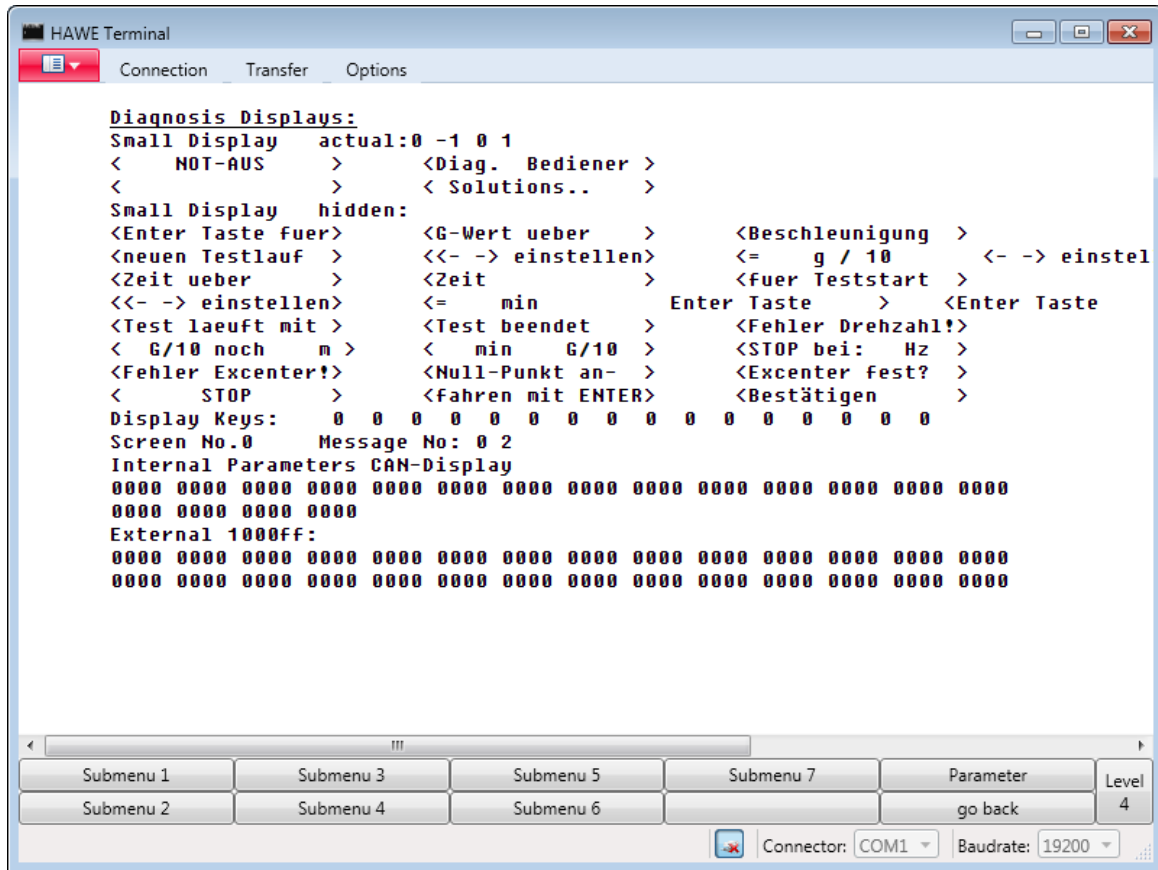 HAWE Terminal
Connection Transfer Options
Diagnosis Displays:
Small Display actual:0 -1 0 1
< NOT-AUS > <Diag. Bediener >
< > < Solutions.. >
Small Display hidden:
<Enter Taste fuer> <G-Wert ueber > <Beschleunigung >
<neuen Testlauf > <<- -> einstellen> <= g / 10 <- -> einstel
<Zeit ueber > <Zeit > <fuer Teststart >
<<- -> einstellen> <= min Enter Taste > <Enter Taste
<Test laeuft mit > <Test beendet > <Fehler Drehzahl!>
< G/10 noch m > < min G/10 > <STOP bei: Hz >
<Fehler Excenter!> <Null-Punkt an- > <Excenter fest? >
< STOP > <fahren mit ENTER> <Bestätigen >
Display Keys: 0 0 0 0 0 0 0 0 0 0 0 0 0 0 0 0
Screen No.0 Message No: 0 2
Internal Parameters CAN-Display
0000 0000 0000 0000 0000 0000 0000 0000 0000 0000 0000 0000 0000 0000
0000 0000 0000 0000
External 1000ff:
0000 0000 0000 0000 0000 0000 0000 0000 0000 0000 0000 0000 0000 0000
0000 0000 0000 0000 0000 0000 0000 0000 0000 0000 0000 0000 0000 0000
Submenu 1 Submenu 3 Submenu 5 Submenu 7 Parameter Level
Submenu 2 Submenu 4 Submenu 6 go back 4
Connector: COM1 Baudrate: 19200